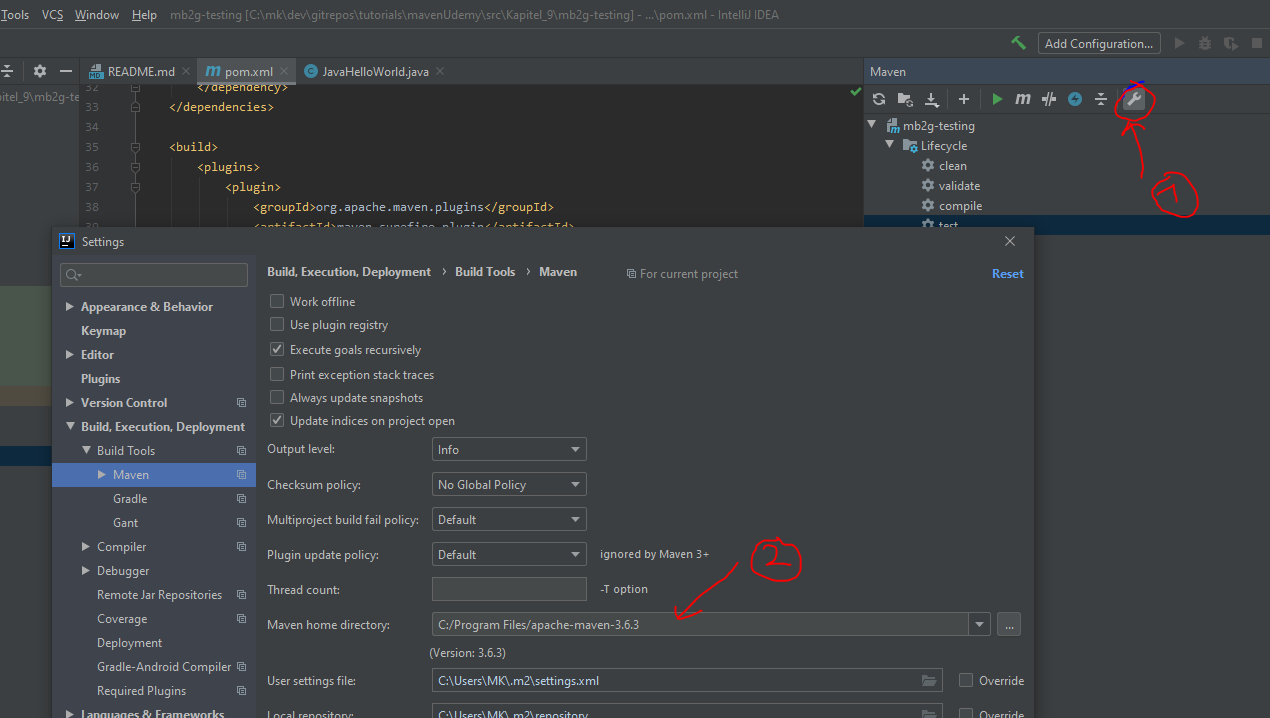 Tools VCS Window Help mb2g-testing [C:\mk\dev\gitrepos\tutorials\mavenUdemy\src\Kapitel_9\mb2g-testing] - ...\pom.xml - IntelliJ IDEA
Add Configuration...
README.md pom.xml JavaHelloWorld.java
Maven
pitel_9\mb2g-te
32 </dependency>
33 </dependencies>
34
35 <build>
36 <plugins>
37 <plugin>
38 <groupId>org.apache.maven.plugins</groupId>
39 <artifactId>maven-surefire-plugin</artifactId>
mb2g-testing
Lifecycle
clean
validate
compile
test
1
Settings
Appearance & Behavior
Keymap
Editor
Plugins
Version Control
Build, Execution, Deployment
Build Tools
Maven
Gradle
Gant
Compiler
Debugger
Remote Jar Repositories
Coverage
Deployment
Gradle-Android Compiler
Required Plugins
Languages & Frameworks
Build, Execution, Deployment › Build Tools › Maven For current project Reset
Work offline
Use plugin registry
Execute goals recursively
Print exception stack traces
Always update snapshots
Update indices on project open
Output level: Info
Checksum policy: No Global Policy
Multiproject build fail policy: Default
Plugin update policy: Default ignored by Maven 3+
2
Thread count: -T option
Maven home directory: C:/Program Files/apache-maven-3.6.3 ...
(Version: 3.6.3)
User settings file: C:\Users\MK\.m2\settings.xml Override
Local repository: C:\Users\MK\.m2\repository Override